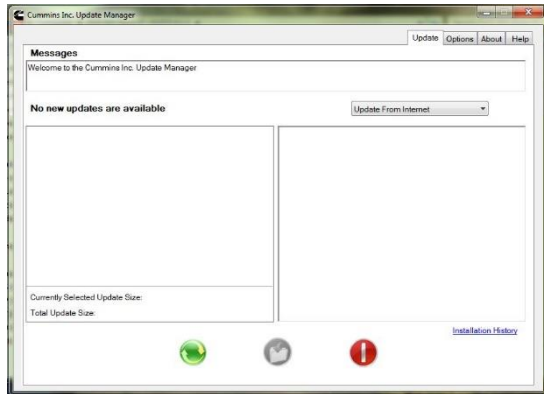 Cummins Inc. Update Manager
Update Options About Help
Messages
Welcome to the Cummins Inc. Update Manager
No new updates are available
Update From Internet
Currently Selected Update Size:
Total Update Size:
Installation History